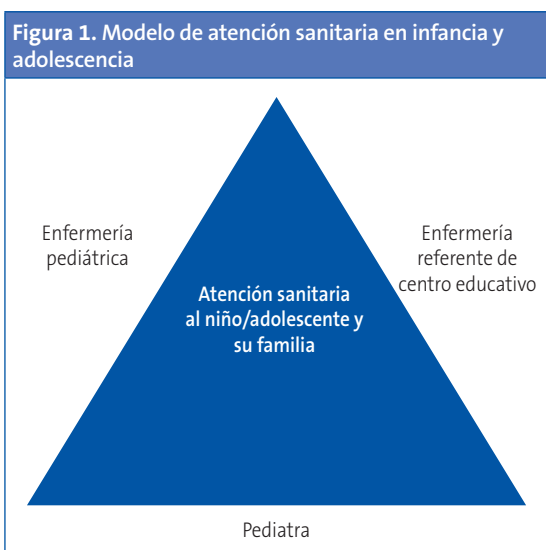 Figura 1. Modelo de atención sanitaria en infancia y
adolescencia
Enfermería
pediátrica
Enfermería
referente de
centro educativo
Atención sanitaria
al niño/adolescente y
su familia
Pediatra